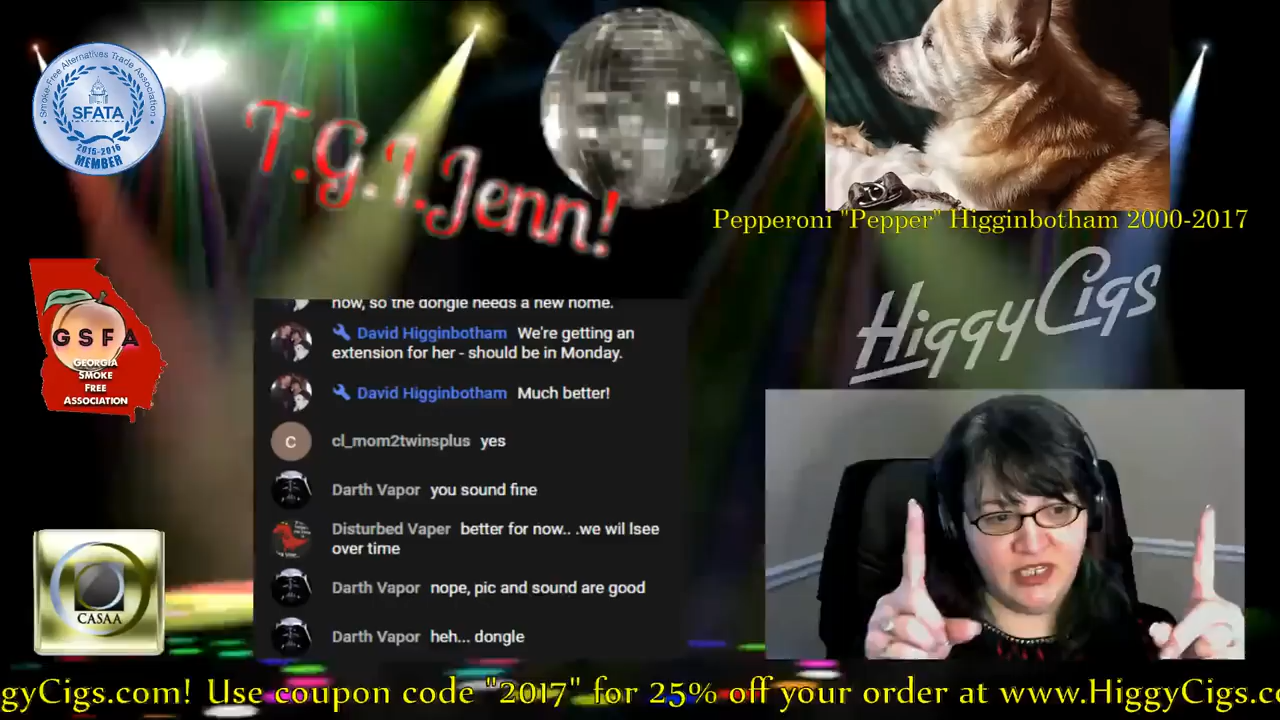 Smoke-Free Alternatives Trade Association
SFATA
2015-2016
MEMBER
T.G.I.Jenn!
Pepperoni "Pepper" Higginbotham 2000-2017
GSFA
GEORGIA
SMOKE
FREE
ASSOCIATION
HiggyCigs
now, so the dongle needs a new home.
David Higginbotham We're getting an
extension for her - should be in Monday.
David Higginbotham Much better!
C
cl_mom2twinsplus yes
Darth Vapor you sound fine
Disturbed Vaper better for now.. .we wil lsee
over time
Darth Vapor nope, pic and sound are good
Darth Vapor heh... dongle
CASAA
gyCigs.com! Use coupon code "2017" for 25% off your order at www.HiggyCigs.co